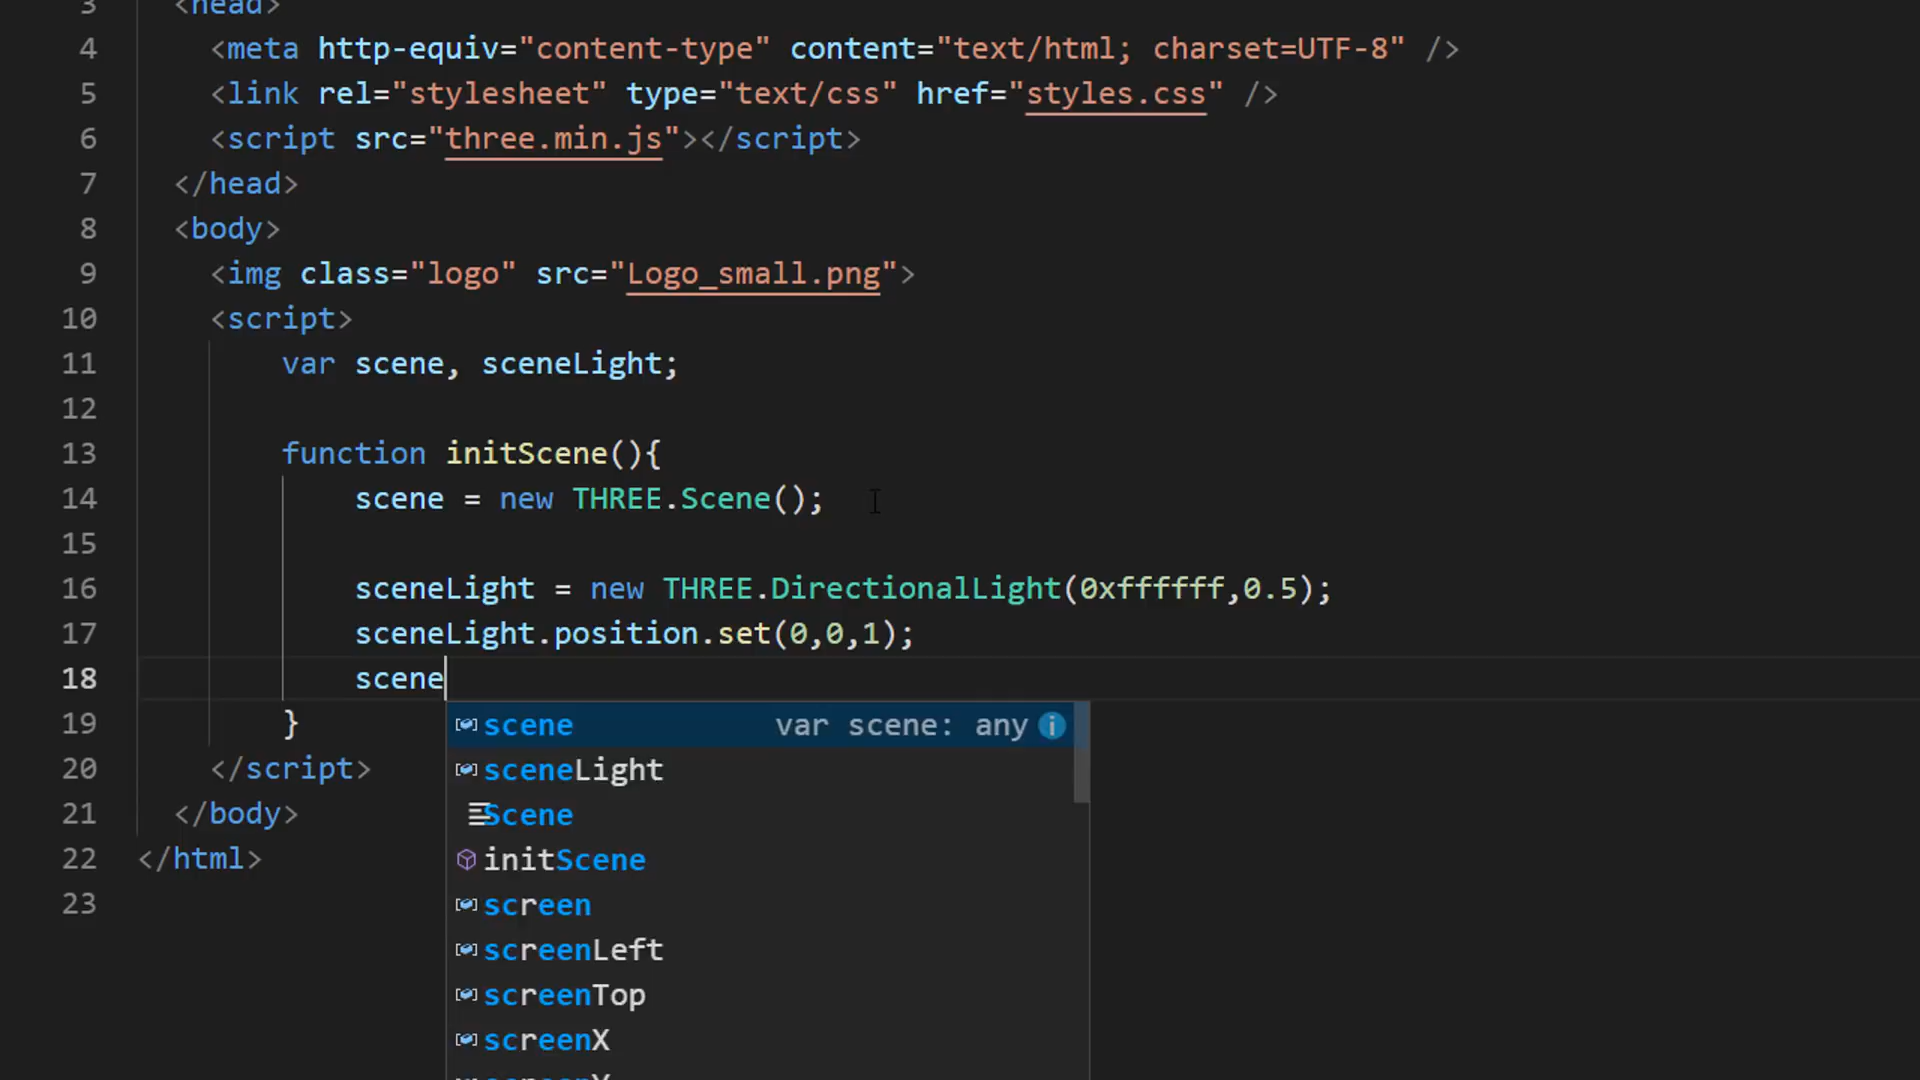 3 <head>
4 <meta http-equiv="content-type" content="text/html; charset=UTF-8" />
5 <link rel="stylesheet" type="text/css" href="styles.css" />
6 <script src="three.min.js"></script>
7 </head>
8 <body>
9 <img class="logo" src="Logo_small.png">
10 <script>
11 var scene, sceneLight;
12
13 function initScene(){
14 scene = new THREE.Scene();
15
16 sceneLight = new THREE.DirectionalLight(0xffffff,0.5);
17 sceneLight.position.set(0,0,1);
18 scene
19 }
20 </script>
21 </body>
22 </html>
23
scene var scene: any
sceneLight
Scene
initScene
screen
screenLeft
screenTop
screenX